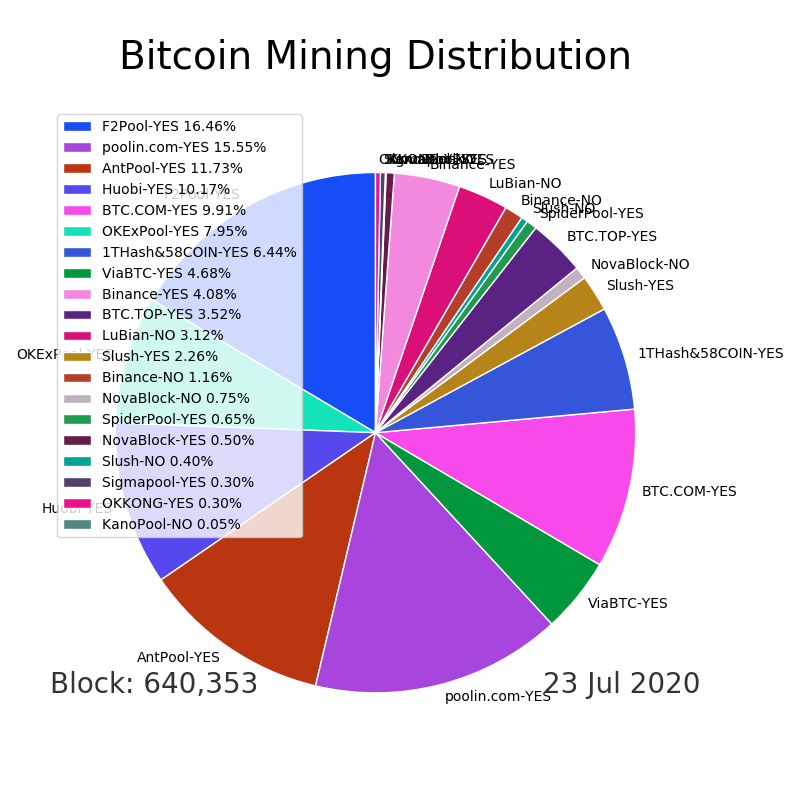 Bitcoin Mining Distribution
F2Pool-YES 16.46%
poolin.com-YES 15.55%
AntPool-YES 11.73%
Huobi-YES 10.17%
BTC.COM-YES 9.91%
OKExPool-YES 7.95%
1THash&58COIN-YES 6.44%
ViaBTC-YES 4.68%
Binance-YES 4.08%
BTC.TOP-YES 3.52%
LuBian-NO 3.12%
Slush-YES 2.26%
Binance-NO 1.16%
NovaBlock-NO 0.75%
SpiderPool-YES 0.65%
NovaBlock-YES 0.50%
Slush-NO 0.40%
Sigmapool-YES 0.30%
OKKONG-YES 0.30%
KanoPool-NO 0.05%
F2Pool-YES
OKExPool-YES
Huobi-YES
AntPool-YES
poolin.com-YES
ViaBTC-YES
BTC.COM-YES
1THash&58COIN-YES
Slush-YES
NovaBlock-NO
BTC.TOP-YES
SpiderPool-YES
Slush-NO
Binance-NO
LuBian-NO
Binance-YES
Block: 640,353
23 Jul 2020